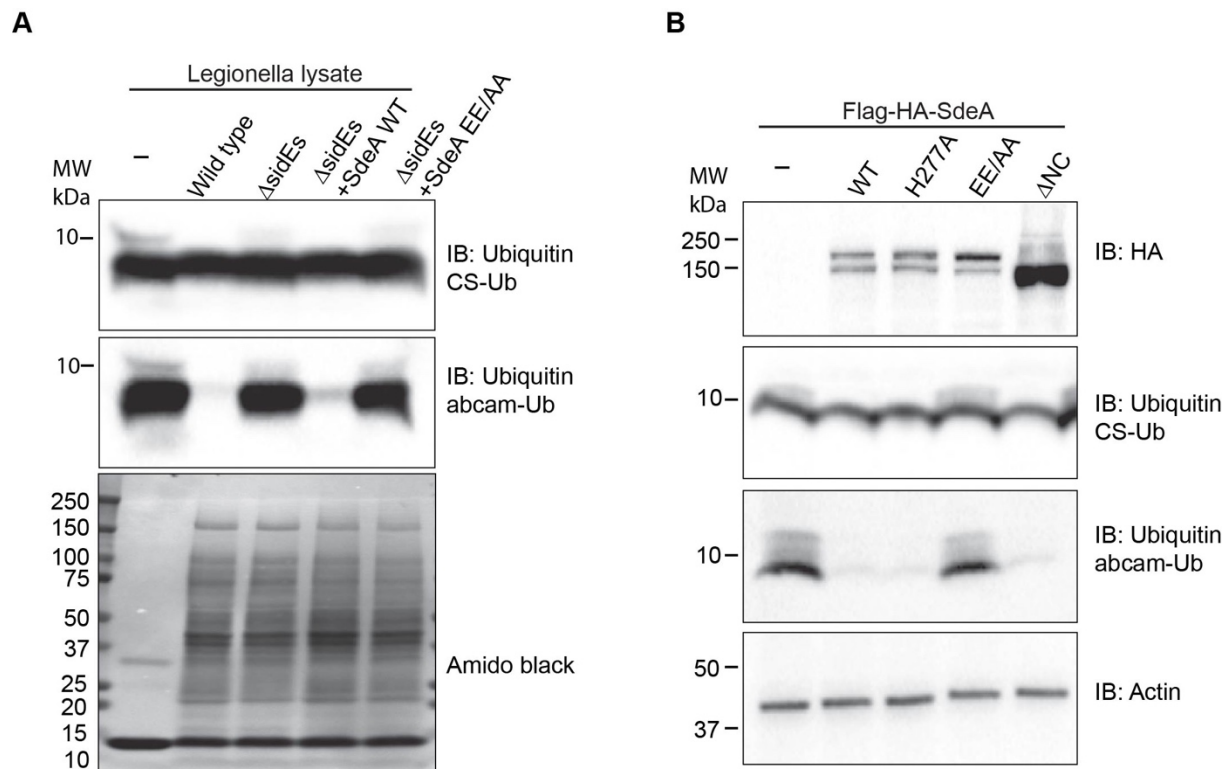 A
Legionella lysate
–
Wild type
ΔsidEs
ΔsidEs
+SdeA WT
ΔsidEs
+SdeA EE/AA
MW
kDa
10
IB: Ubiquitin
CS-Ub
10
IB: Ubiquitin
abcam-Ub
250
150
100
75
50
37
25
20
15
10
Amido black
B
Flag-HA-SdeA
–
WT
H277A
EE/AA
ΔNC
MW
kDa
250
150
IB: HA
10
IB: Ubiquitin
CS-Ub
10
IB: Ubiquitin
abcam-Ub
50
37
IB: Actin